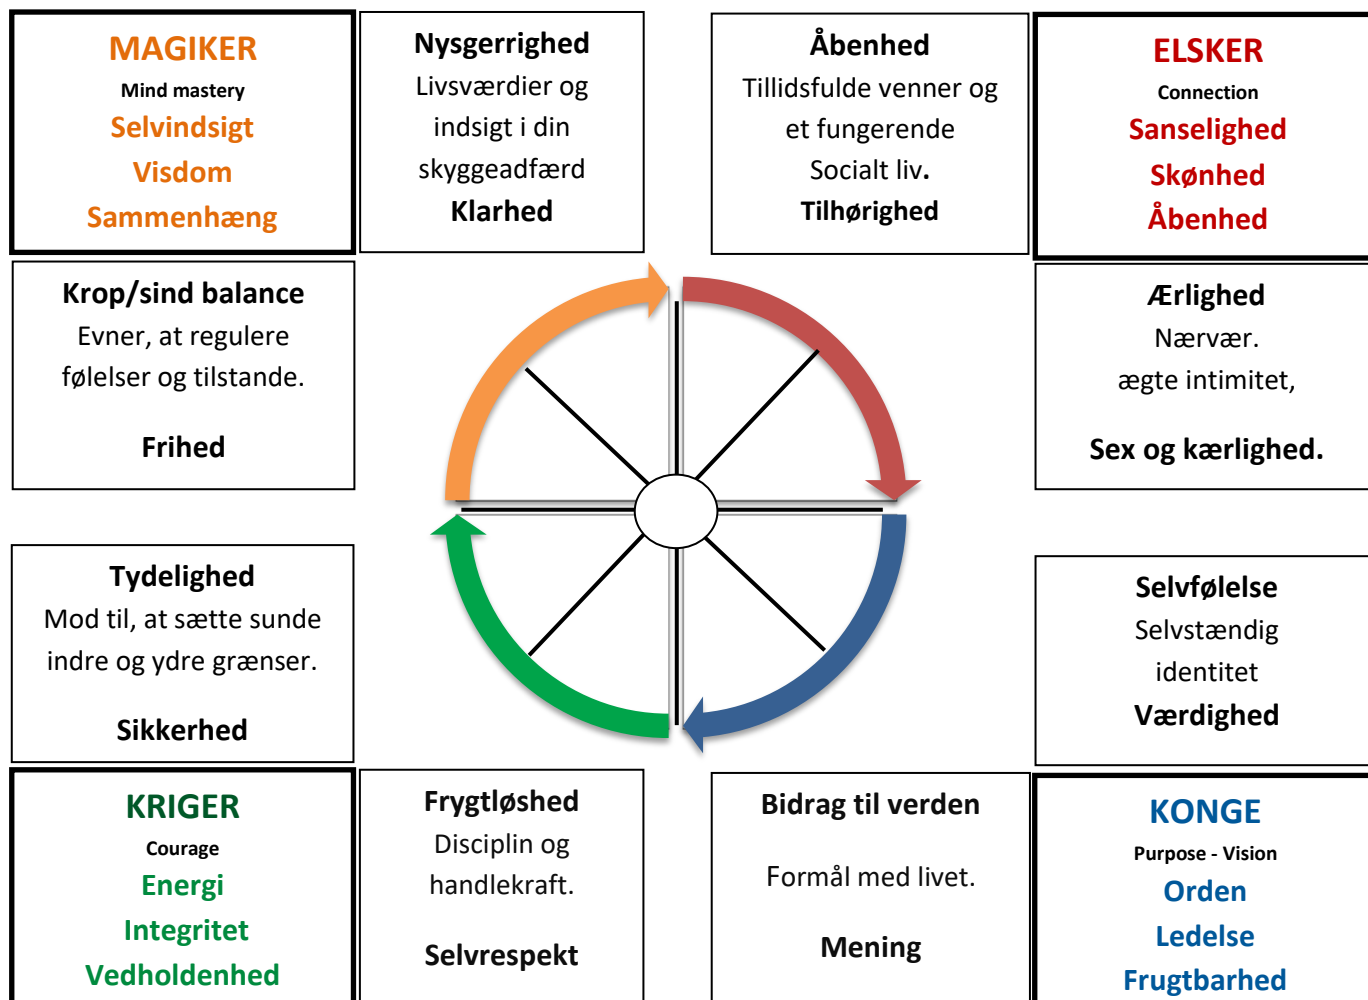 MAGIKER
Mind mastery
Selvindsigt
Visdom
Sammenhæng
Nysgerrighed
Livsværdier og
indsigt i din
skyggeadfærd
Klarhed
Åbenhed
Tillidsfulde venner og
et fungerende
Socialt liv.
Tilhørighed
ELSKER
Connection
Sanselighed
Skønhed
Åbenhed
Krop/sind balance
Evner, at regulere
følelser og tilstande.
Frihed
Ærlighed
Nærvær.
ægte intimitet,
Sex og kærlighed.
Tydelighed
Mod til, at sætte sunde
indre og ydre grænser.
Sikkerhed
Selvfølelse
Selvstændig
identitet
Værdighed
KRIGER
Courage
Energi
Integritet
Vedholdenhed
Frygtløshed
Disciplin og
handlekraft.
Selvrespekt
Bidrag til verden
Formål med livet.
Mening
KONGE
Purpose - Vision
Orden
Ledelse
Frugtbarhed